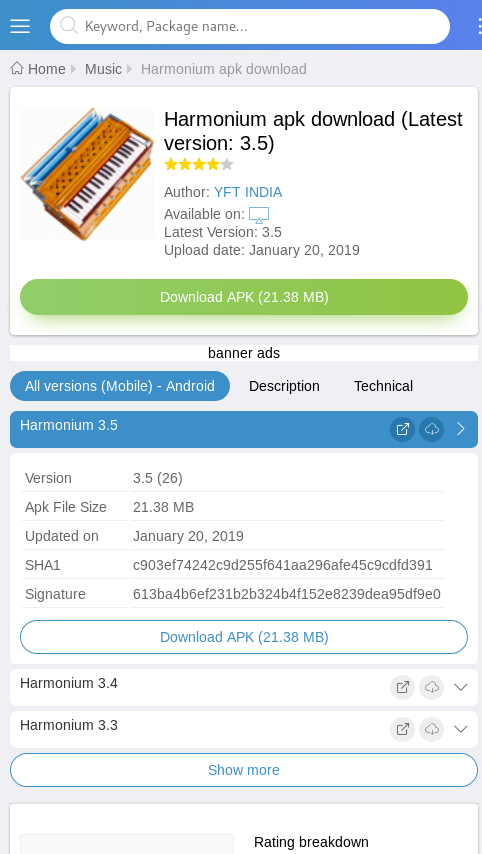 Keyword, Package name...
Home Music Harmonium apk download
Harmonium apk download (Latest
version: 3.5)
Author: YFT INDIA
Available on:
Latest Version: 3.5
Upload date: January 20, 2019
Download APK (21.38 MB)
banner ads
All versions (Mobile) - Android Description Technical
Harmonium 3.5
Version 3.5 (26)
Apk File Size 21.38 MB
Updated on January 20, 2019
SHA1 c903ef74242c9d255f641aa296afe45c9cdfd391
Signature 613ba4b6ef231b2b324b4f152e8239dea95df9e0
Download APK (21.38 MB)
Harmonium 3.4
Harmonium 3.3
Show more
Rating breakdown